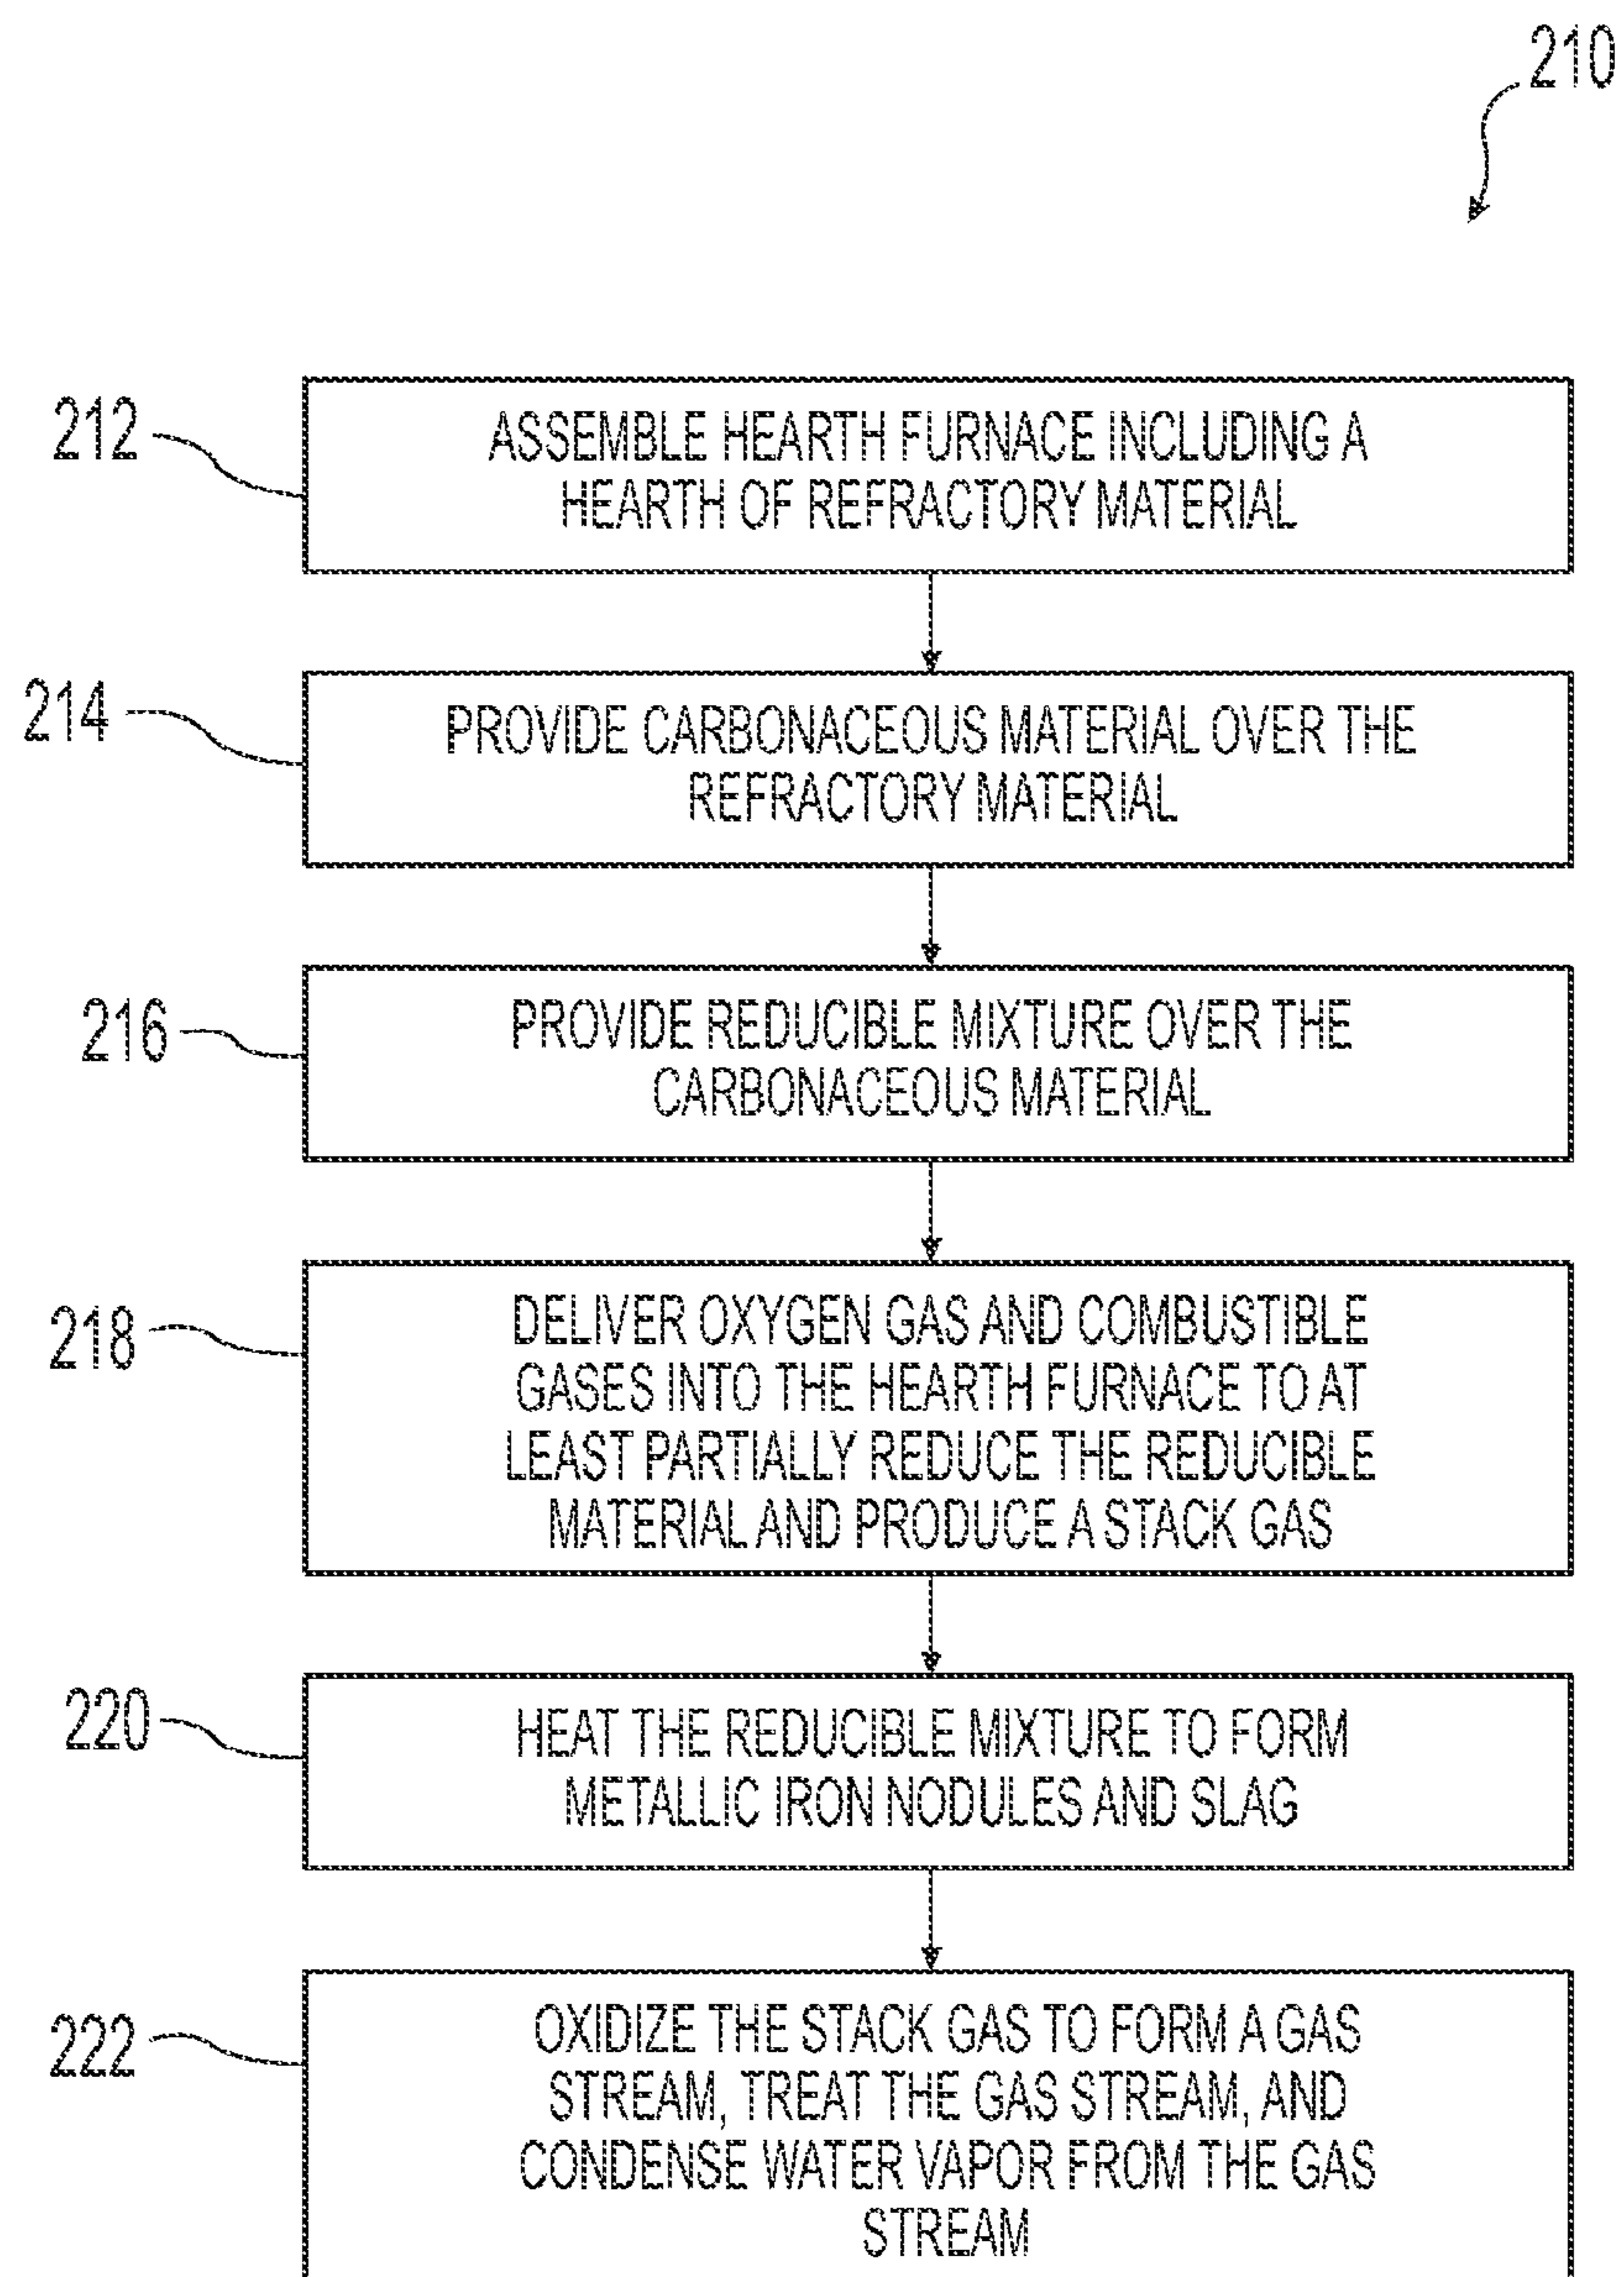 210
212
ASSEMBLE HEARTH FURNACE INCLUDING A
HEARTH OF REFRACTORY MATERIAL
214
PROVIDE CARBONACEOUS MATERIAL OVER THE
REFRACTORY MATERIAL
216
PROVIDE REDUCIBLE MIXTURE OVER THE
CARBONACEOUS MATERIAL
218
DELIVER OXYGEN GAS AND COMBUSTIBLE
GASES INTO THE HEARTH FURNACE TO AT
LEAST PARTIALLY REDUCE THE REDUCIBLE
MATERIAL AND PRODUCE A STACK GAS
220
HEAT THE REDUCIBLE MIXTURE TO FORM
METALLIC IRON NODULES AND SLAG
222
OXIDIZE THE STACK GAS TO FORM A GAS
STREAM, TREAT THE GAS STREAM, AND
CONDENSE WATER VAPOR FROM THE GAS
STREAM